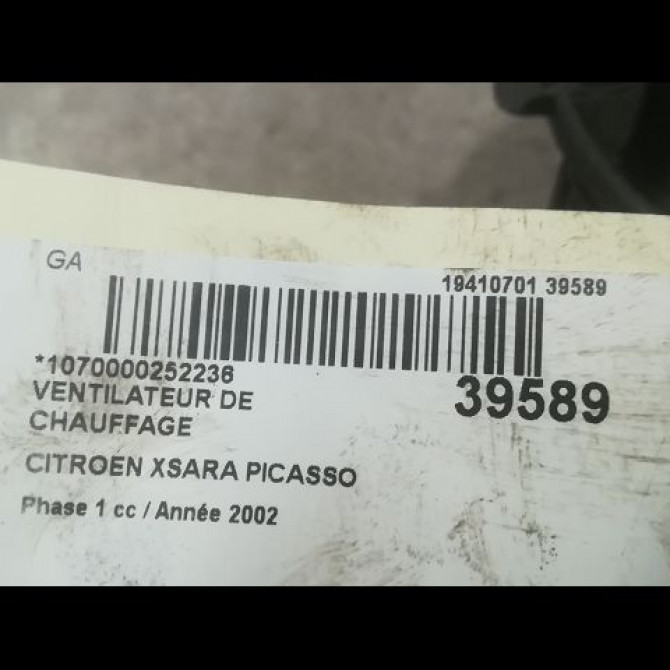 GA
19410701 39589
*1070000252236
39589
VENTILATEUR DE
CHAUFFAGE
CITROEN XSARA PICASSO
Phase 1 cc / Année 2002